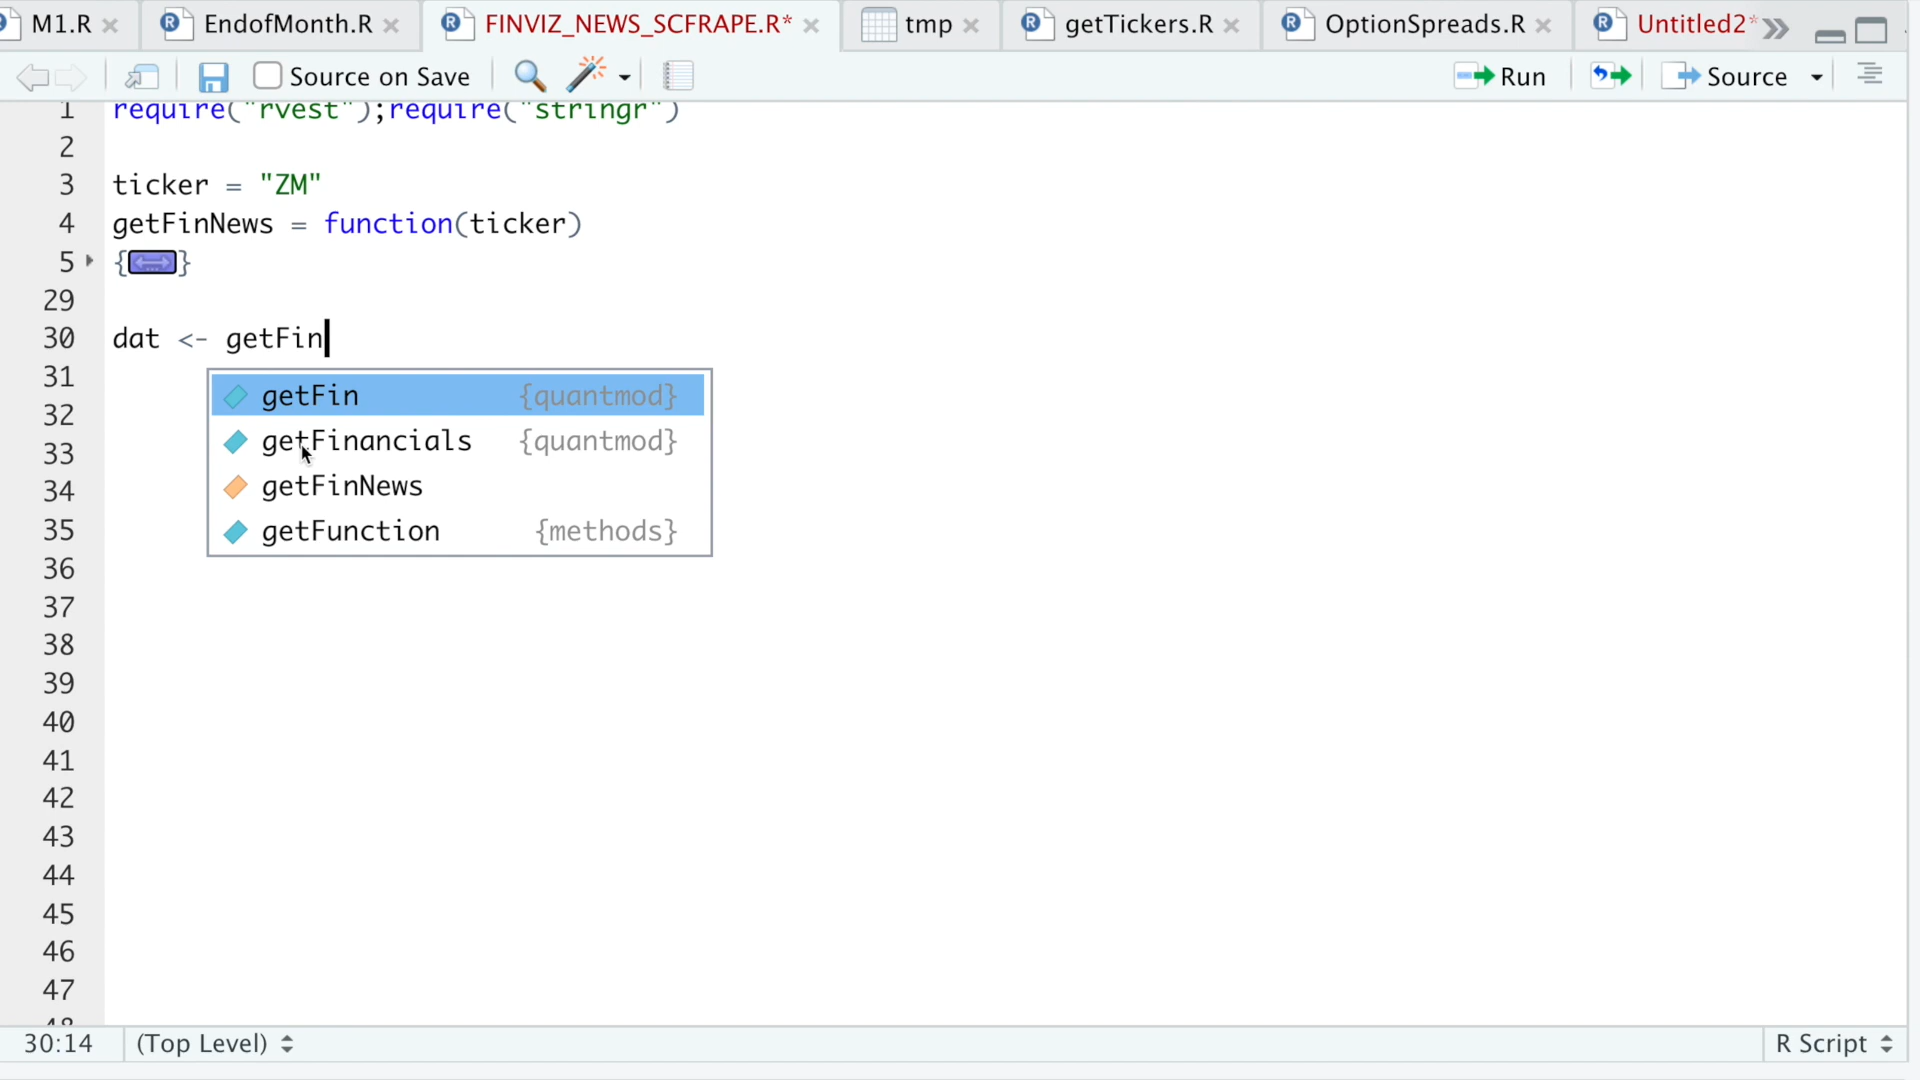 M1.R EndofMonth.R FINVIZ_NEWS_SCFRAPE.R* tmp getTickers.R OptionSpreads.R Untitled2*
Source on Save Run Source
1 require("rvest");require("stringr")
2
3 ticker = "ZM"
4 getFinNews = function(ticker)
5 {}
29
30 dat <- getFin
31
getFin {quantmod}
32
getFinancials {quantmod}
33
34 getFinNews
35 getFunction {methods}
36
37
38
39
40
41
42
43
44
45
46
47
48
30:14 (Top Level) R Script